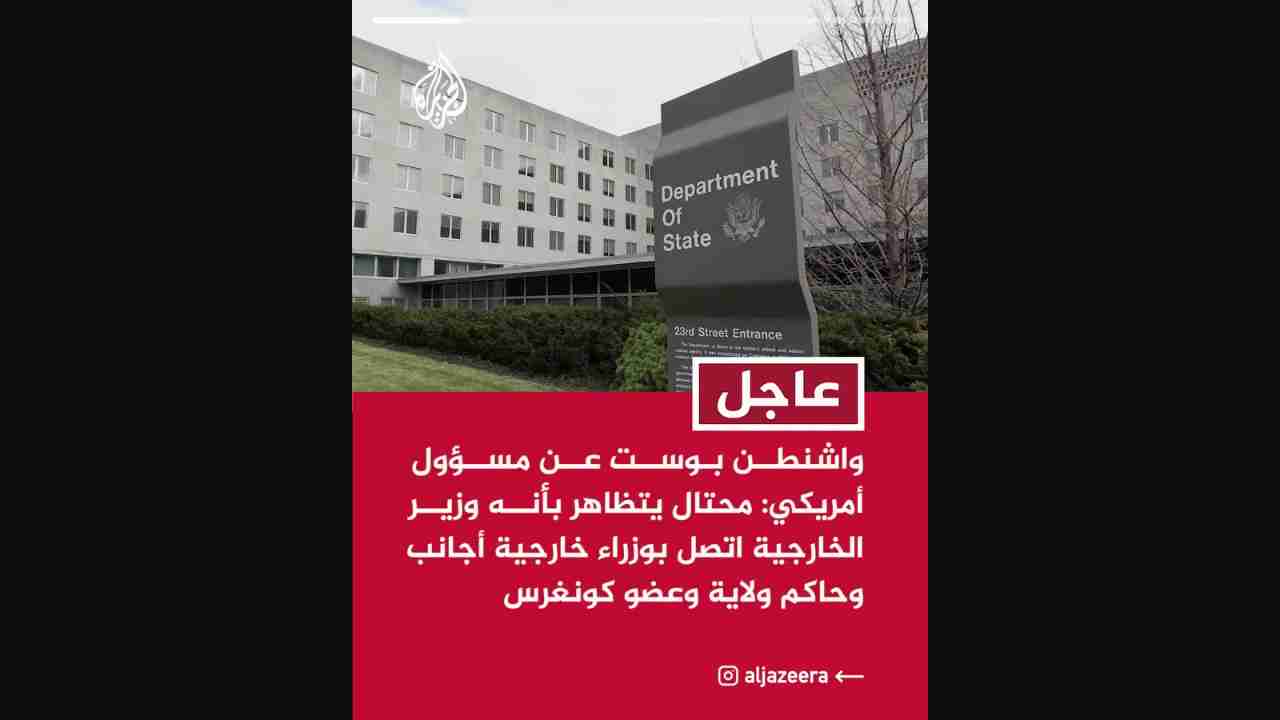 الجزيرة
Department
Of
State
23rd Street Entrance
عاجل
واشنطن بوست عن مسؤول
أمريكي: محتال يتظاهر بأنه وزير
الخارجية اتصل بوزراء خارجية أجانب
وحاكم ولاية وعضو كونغرس
aljazeera